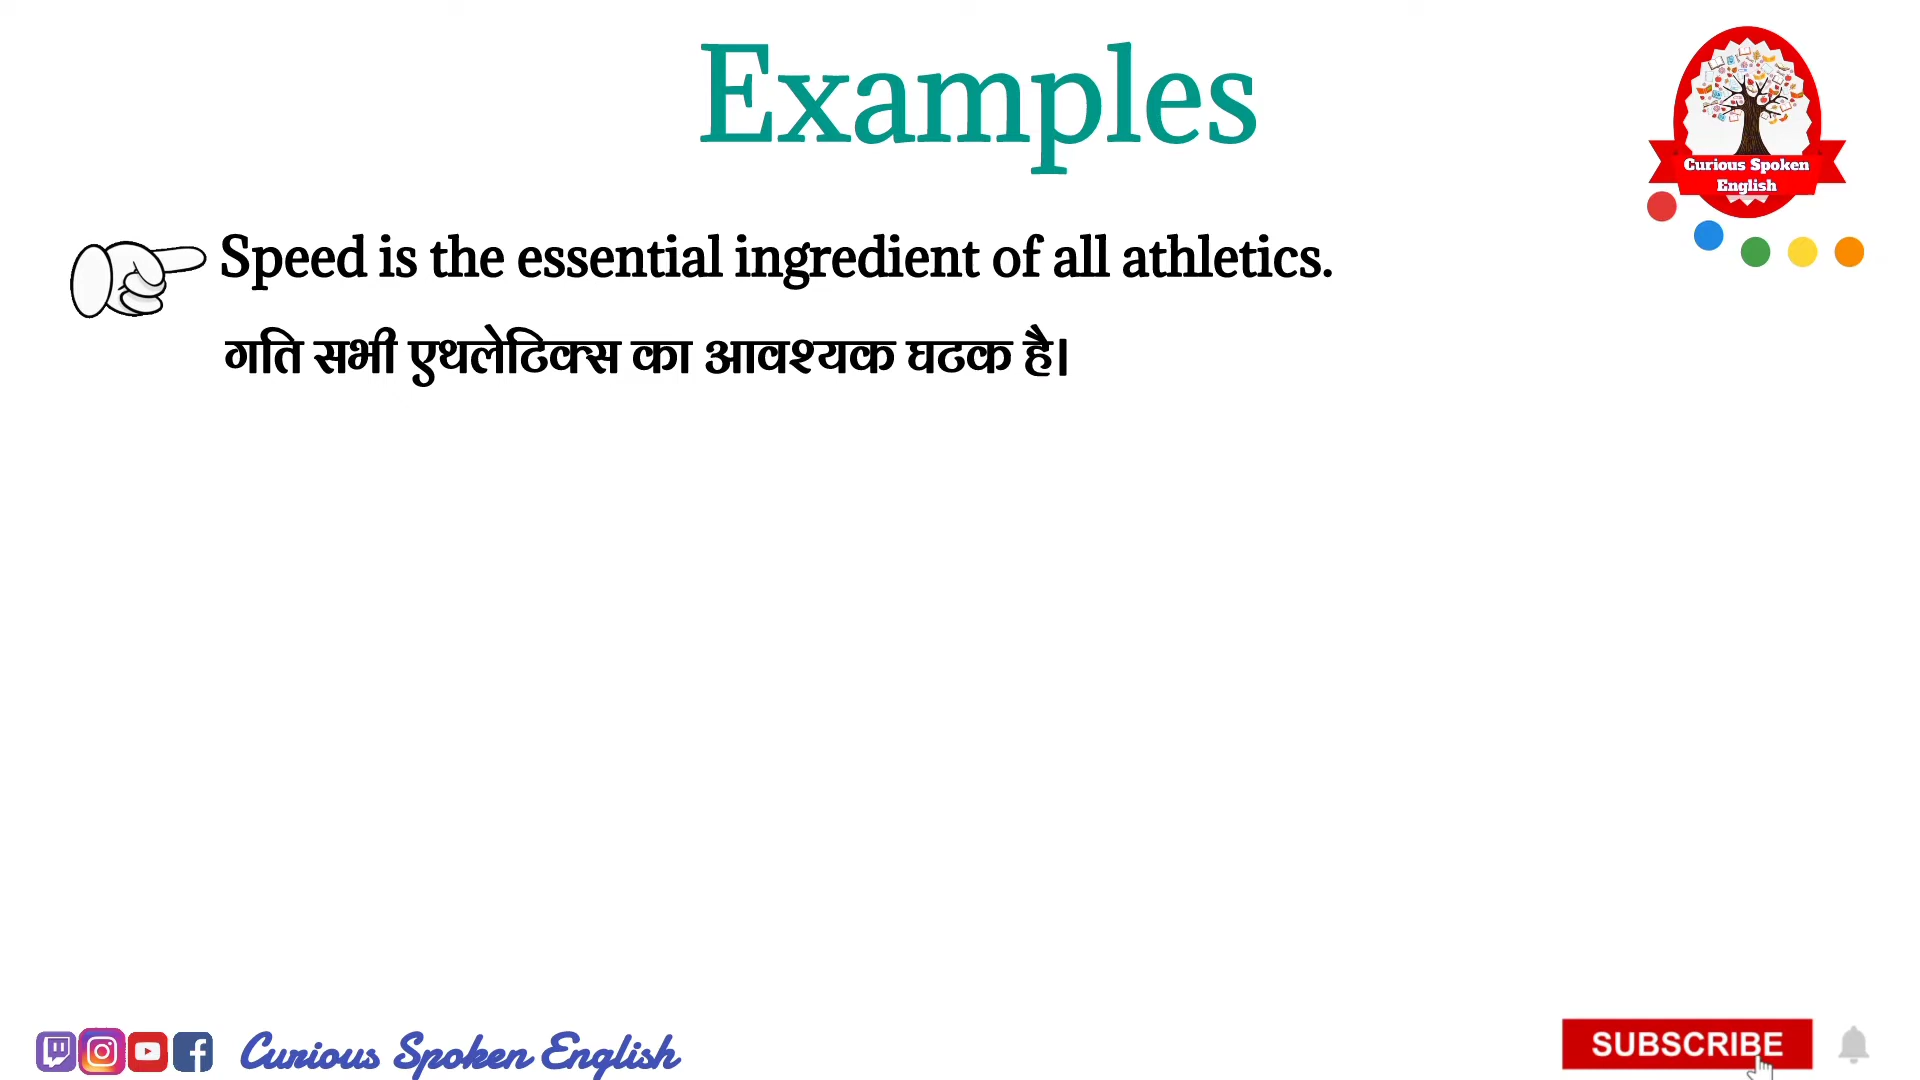 Examples
Curious Spoken
English
Speed is the essential ingredient of all athletics.
गति सभी एथलेटिक्स का आवश्यक घटक है।
Curious Spoken English
SUBSCRIBE